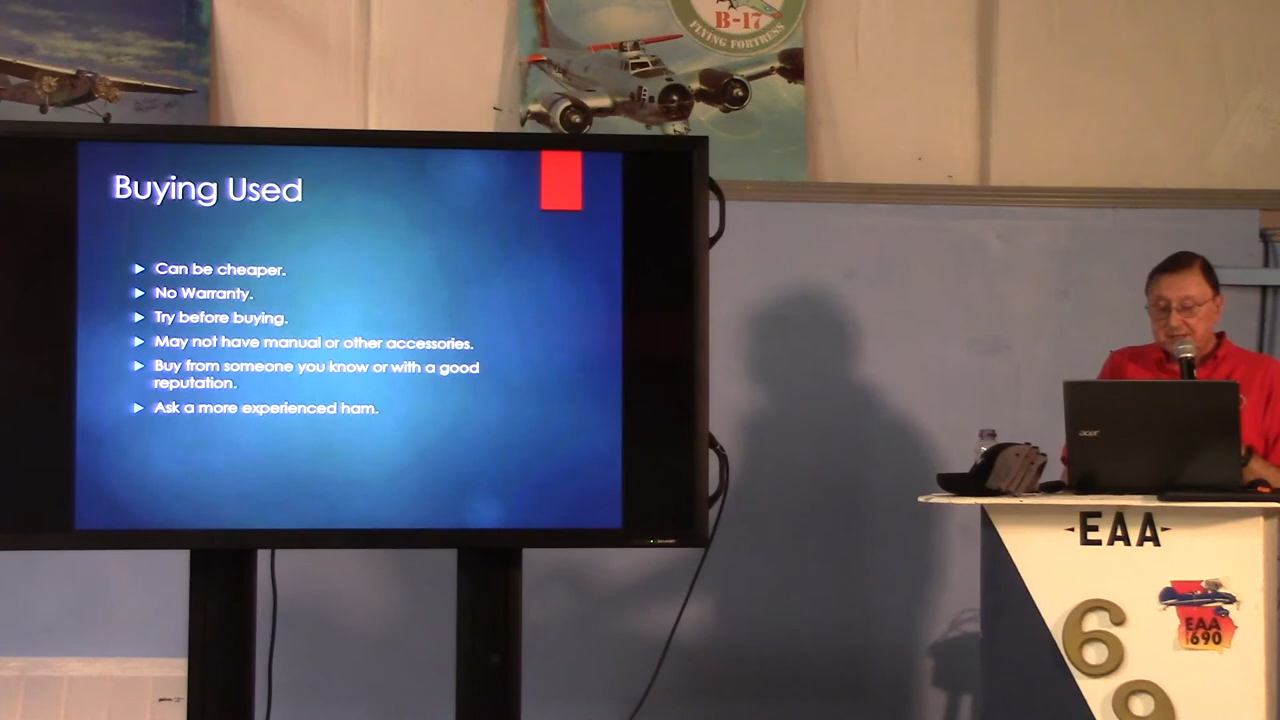 B-17
FLYING FORTRESS
Buying Used
Can be cheaper.
No Warranty.
Try before buying.
May not have manual or other accessories.
Buy from someone you know or with a good
reputation.
Ask a more experienced ham.
acer
EAA
EAA
690
6
9